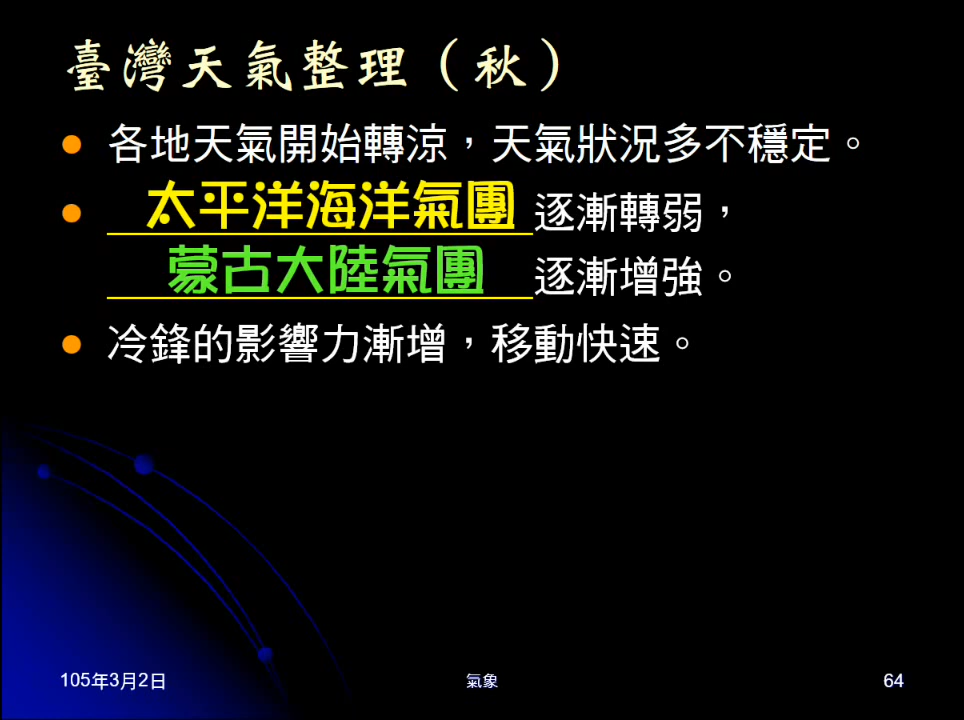 臺灣天氣整理（秋）
各地天氣開始轉涼，天氣狀況多不穩定。
太平洋海洋氣團逐漸轉弱，
蒙古大陸氣團逐漸增強。
冷鋒的影響力漸增，移動快速。
105年3月2日 氣象 64